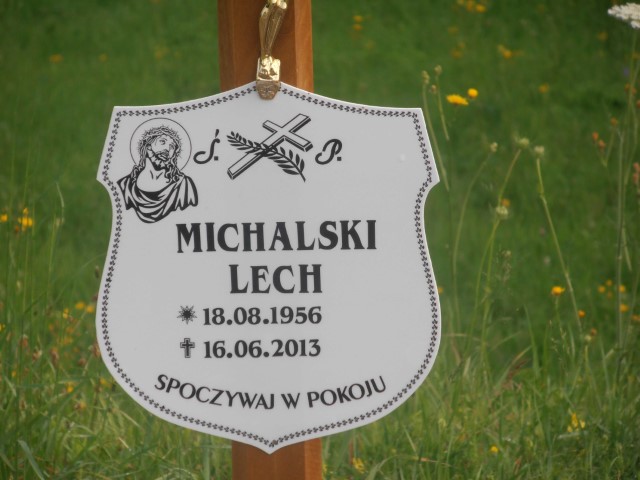 Ś. P.
MICHALSKI
LECH
18.08.1956
16.06.2013
SPOCZYWAJ W POKOJU